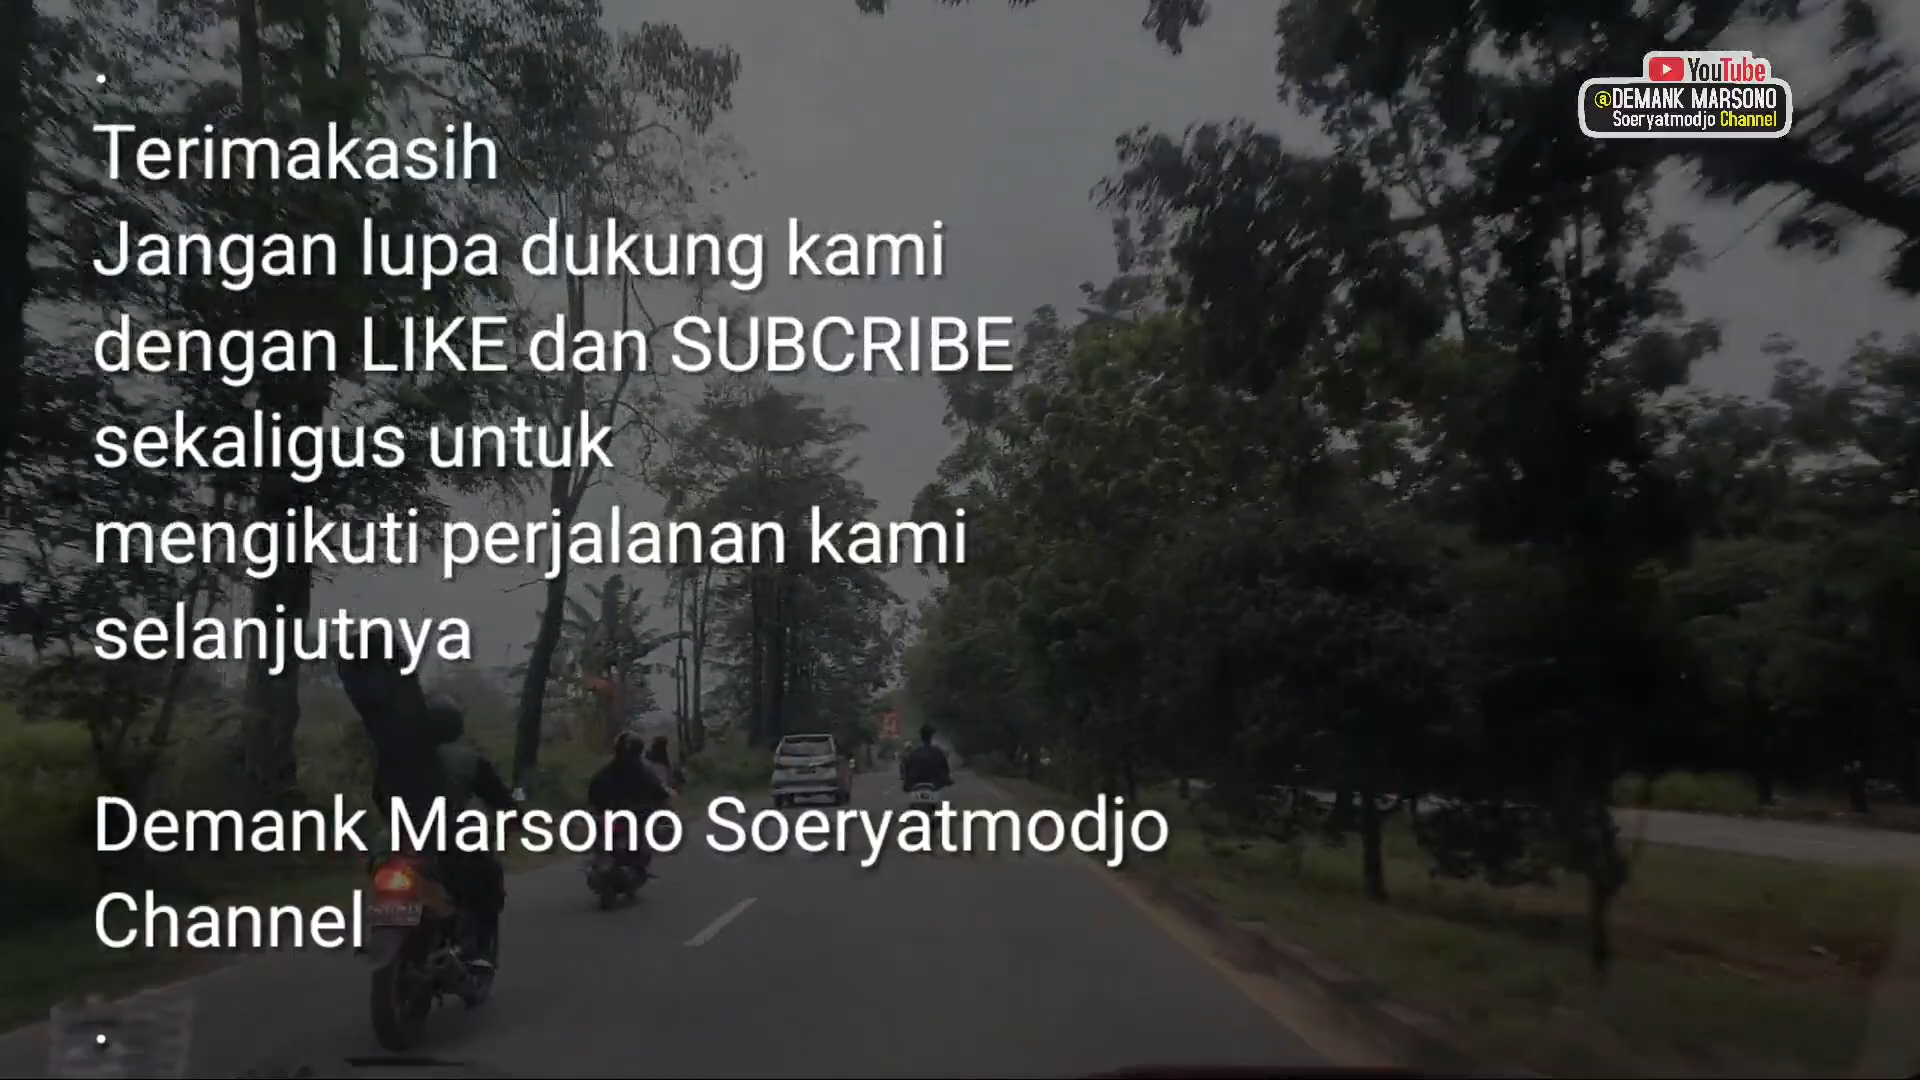 .
Terimakasih
Jangan lupa dukung kami
dengan LIKE dan SUBCRIBE
sekaligus untuk
mengikuti perjalanan kami
selanjutnya
Demank Marsono Soeryatmodjo
Channel
.
YouTube
@DEMANK MARSONO
Soeryatmodjo Channel